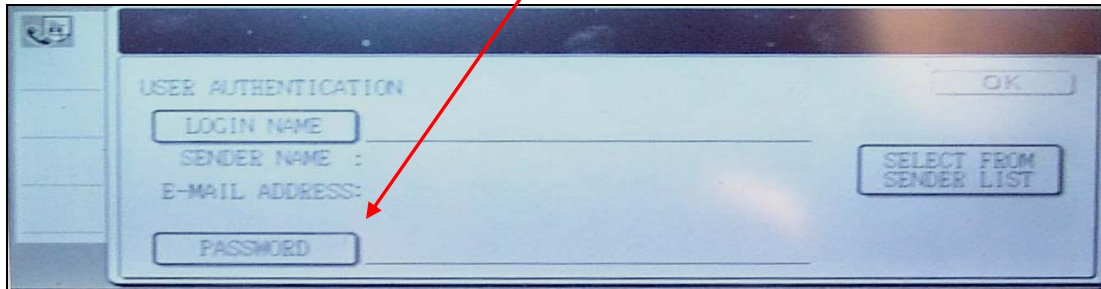 USER AUTHENTICATION
OK
LOGIN NAME
SENDER NAME :
SELECT FROM
SENDER LIST
E-MAIL ADDRESS:
PASSWORD